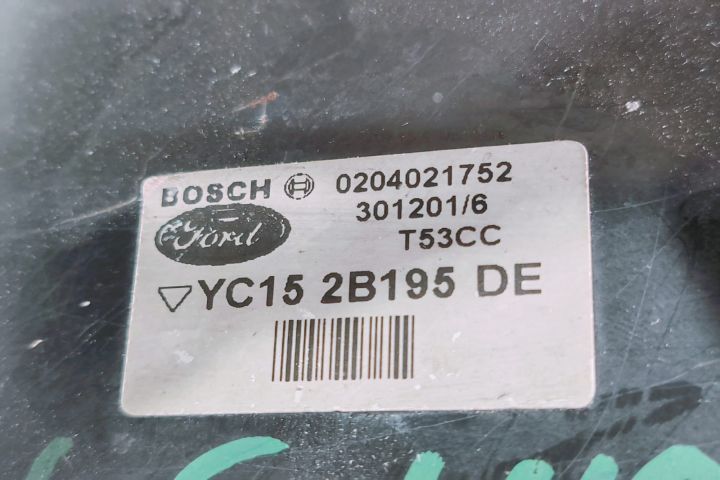 BOSCH 0204021752
301201/6
Ford T53CC
YC15 2B195 DE